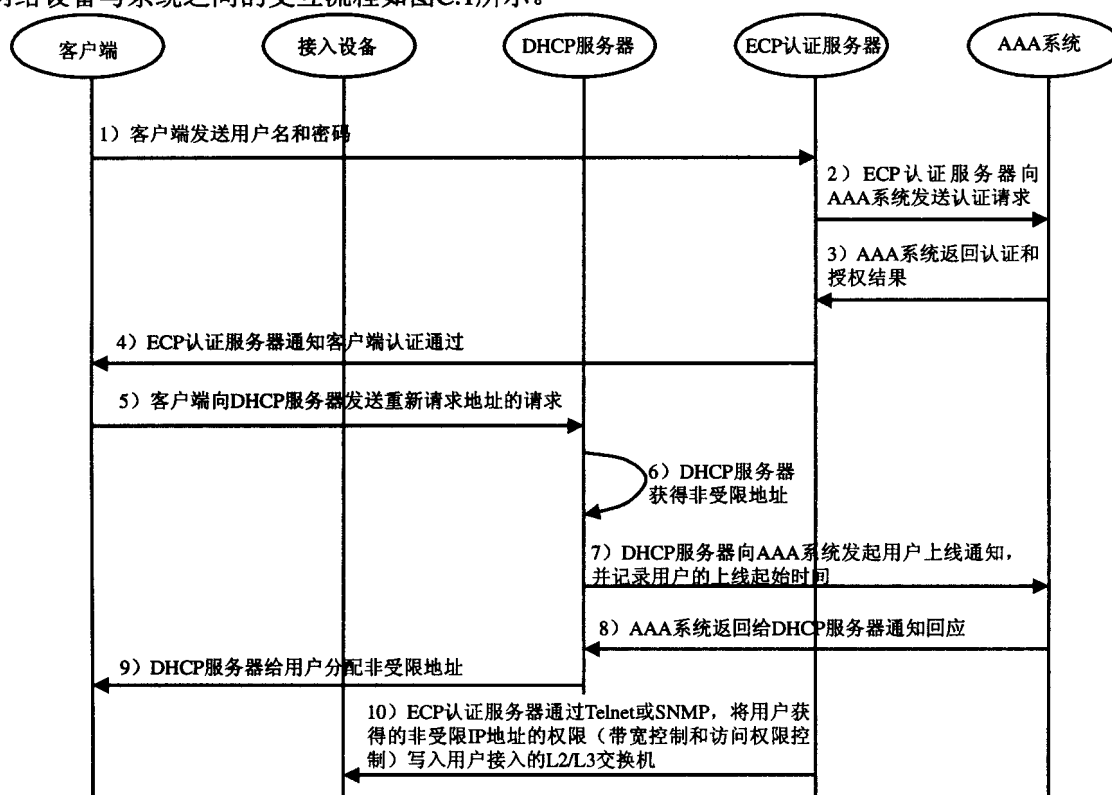 网络设备与系统之间的交互流程如图C.1所示。
客户端
接入设备
DHCP服务器
ECP认证服务器
AAA系统
1）客户端发送用户名和密码
2）ECP认证服务器向
AAA系统发送认证请求
3）AAA系统返回认证和
授权结果
4）ECP认证服务器通知客户端认证通过
5）客户端向DHCP服务器发送重新请求地址的请求
6）DHCP服务器
获得非受限地址
7）DHCP服务器向AAA系统发起用户上线通知，
并记录用户的上线起始时间
8）AAA系统返回给DHCP服务器通知回应
9）DHCP服务器给用户分配非受限地址
10）ECP认证服务器通过Telnet或SNMP，将用户获
得的非受限IP地址的权限（带宽控制和访问权限控
制）写入用户接入的L2/L3交换机